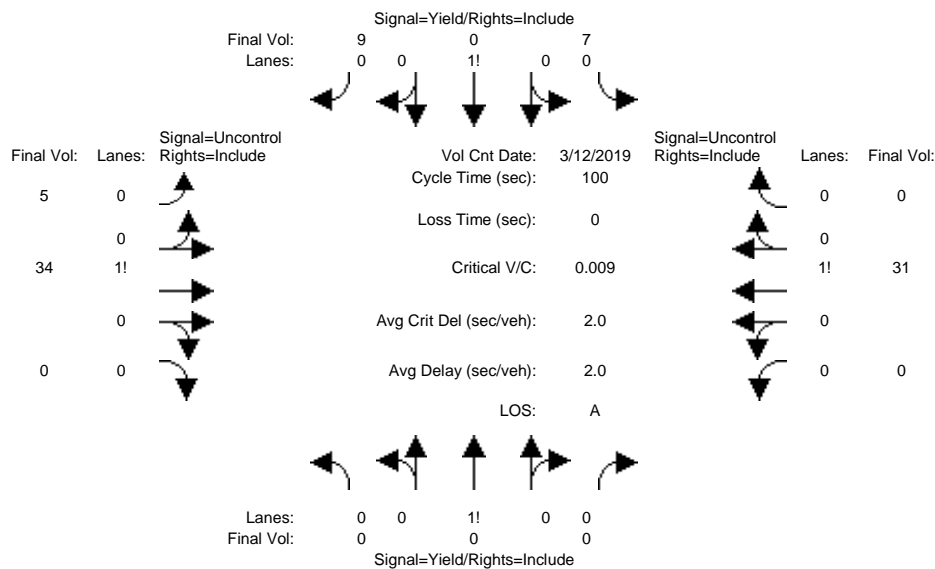 Signal=Yield/Rights=Include
Final Vol: 9 0 7
Lanes: 0 0 1! 0 0
Signal=Uncontrol
Final Vol: Lanes: Rights=Include
Vol Cnt Date: 3/12/2019
Signal=Uncontrol
Rights=Include Lanes: Final Vol:
Cycle Time (sec): 100
5 0
0 0
Loss Time (sec): 0
0
0
34 1!
Critical V/C: 0.009
1! 31
0
Avg Crit Del (sec/veh): 2.0
0
0 0
Avg Delay (sec/veh): 2.0
0 0
LOS: A
Lanes: 0 0 1! 0 0
Final Vol: 0 0 0
Signal=Yield/Rights=Include